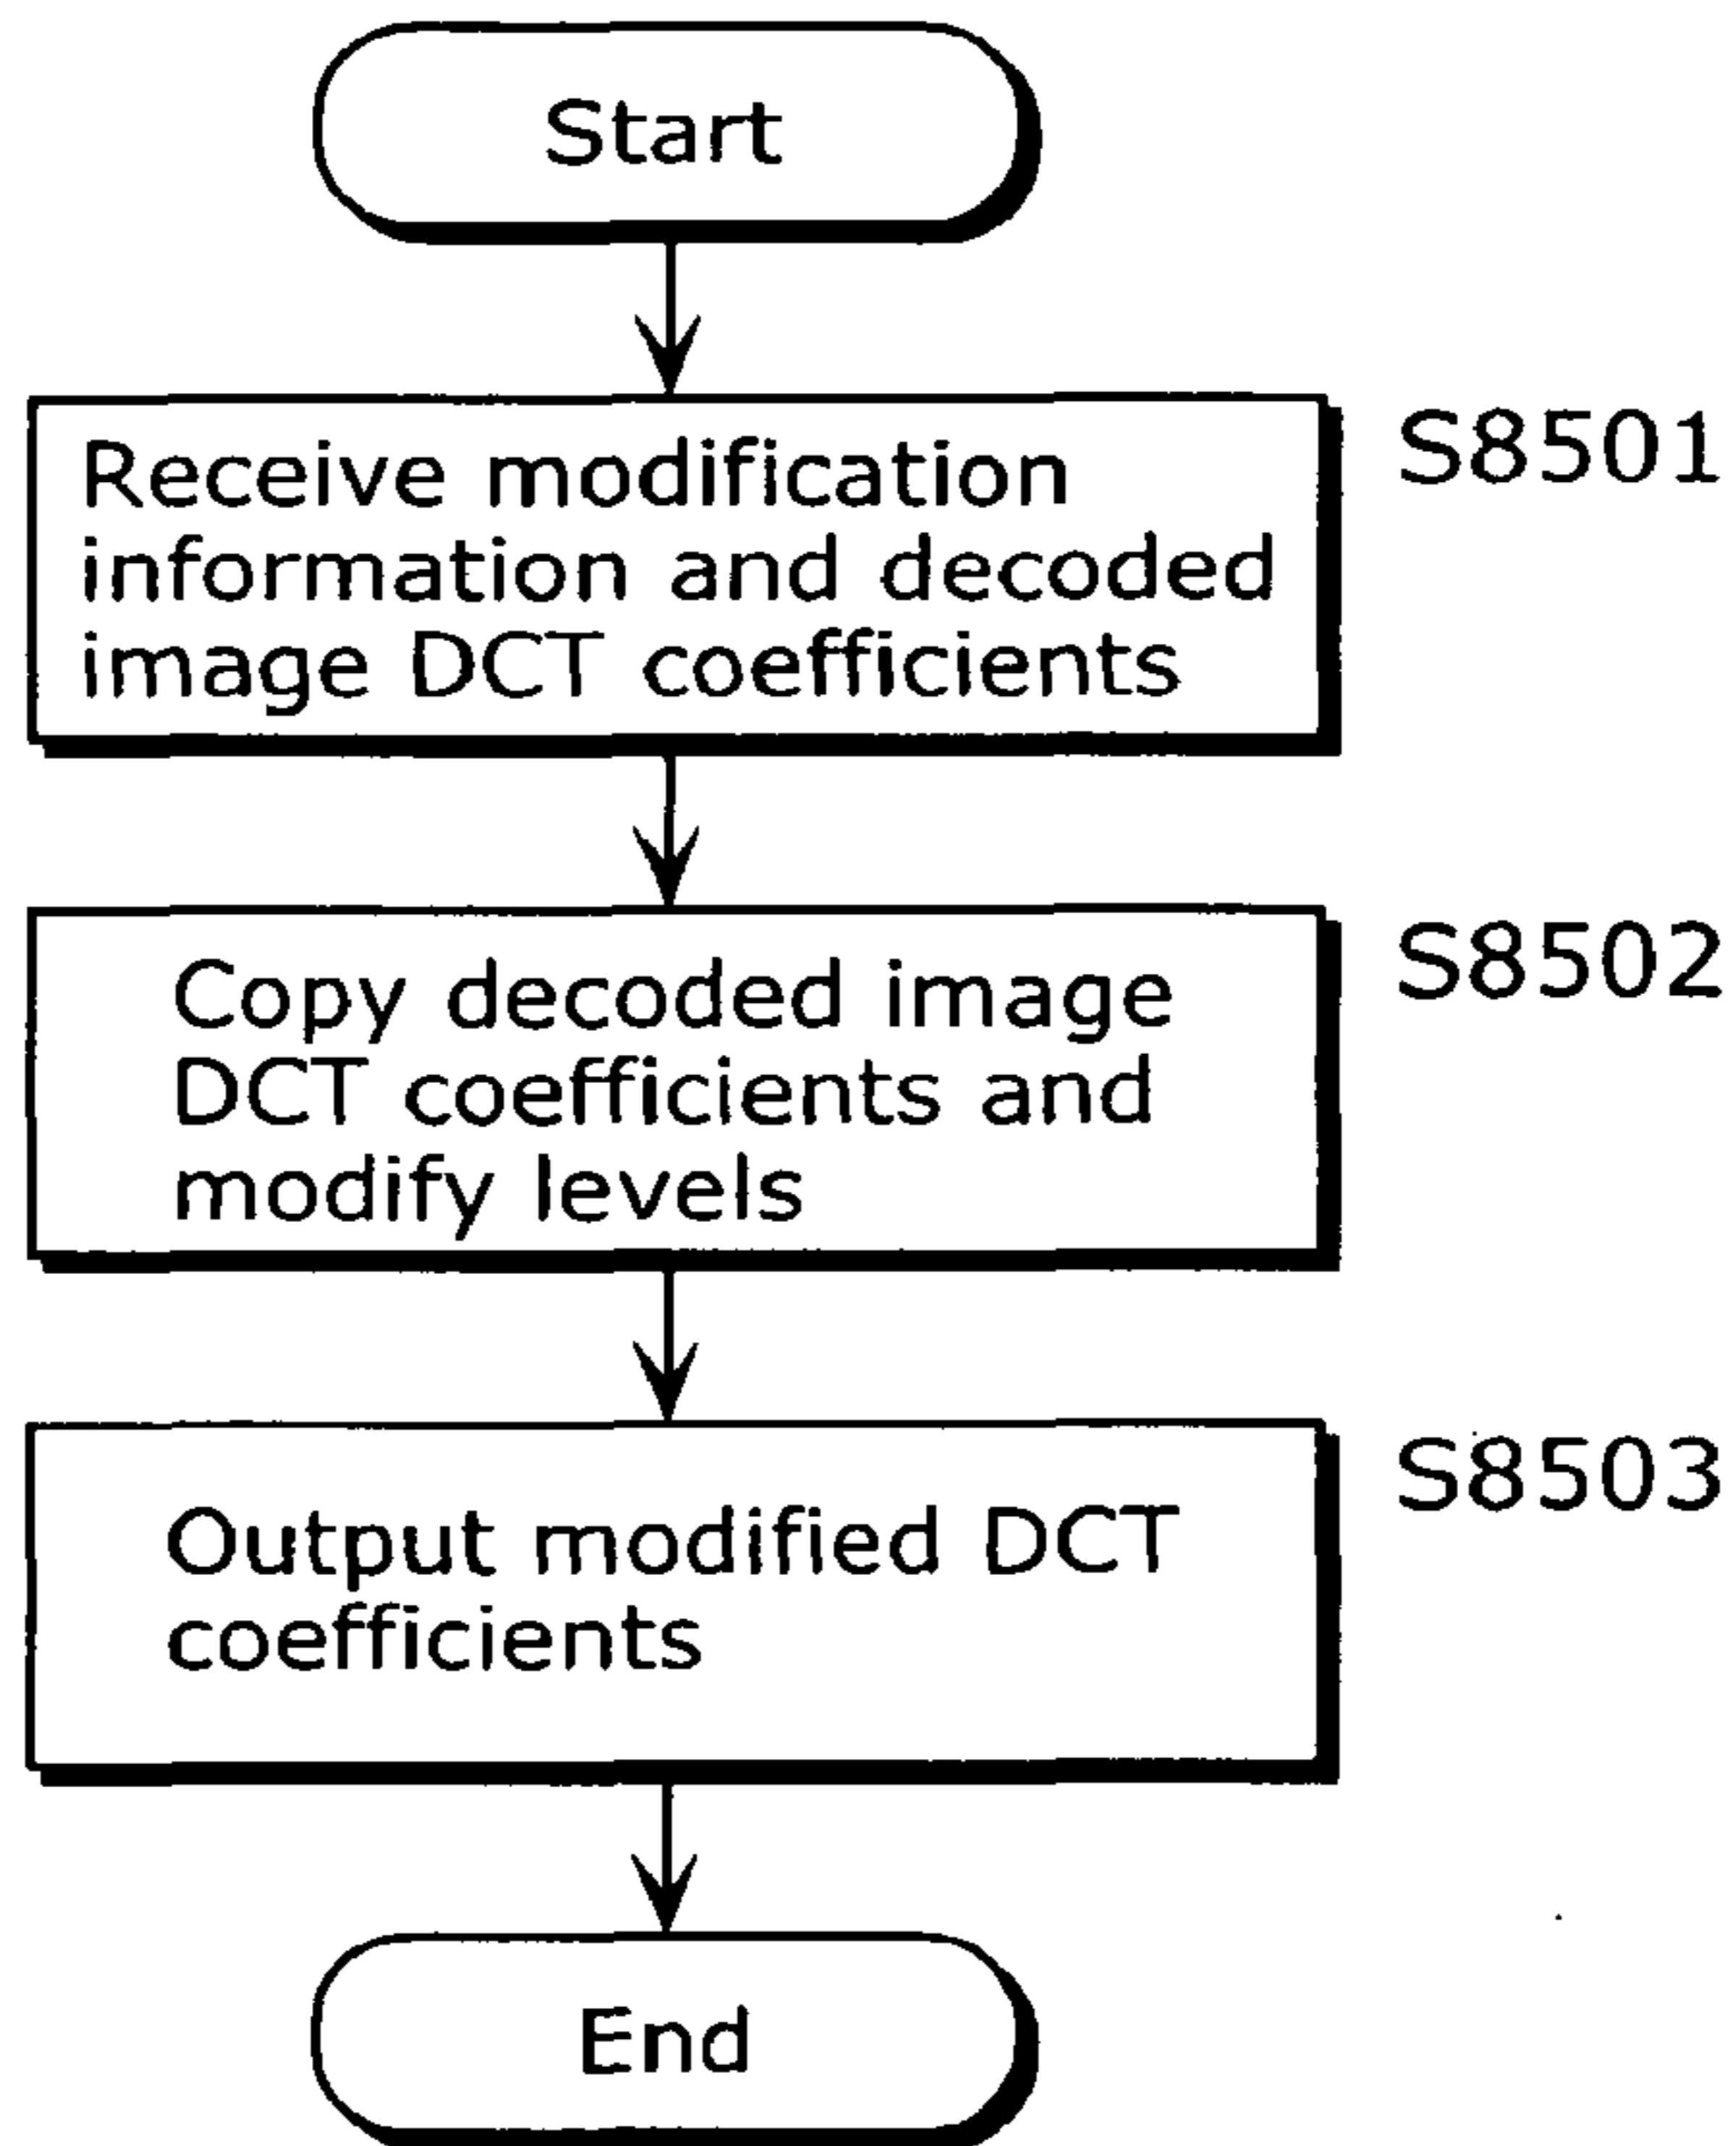 Start
Receive modification
information and decoded
image DCT coefficients
S8501
Copy decoded image
DCT coefficients and
modify levels
S8502
Output modified DCT
coefficients
S8503
End